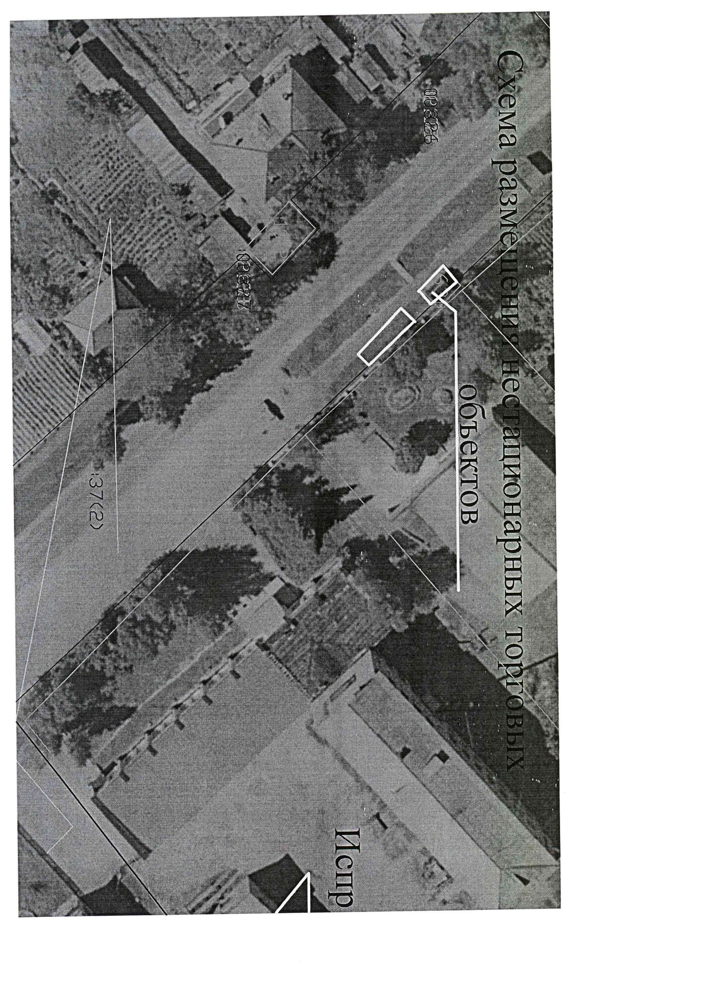 Схема размещения нестационарных торговых
объектов
:37(2)
Испр